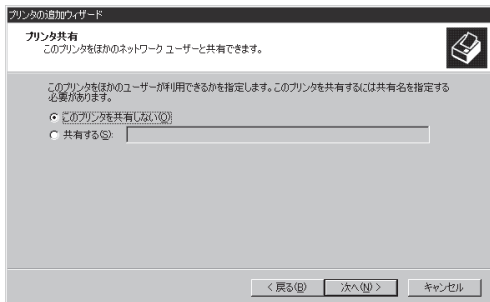 プリンタの追加ウィザード
プリンタ共有
このプリンタをほかのネットワーク ユーザーと共有できます。
このプリンタをほかのユーザーが利用できるかを指定します。このプリンタを共有するには共有名を指定する
必要があります。
このプリンタを共有しない(O)
共有する(S):
< 戻る(B) 次へ(N) > キャンセル